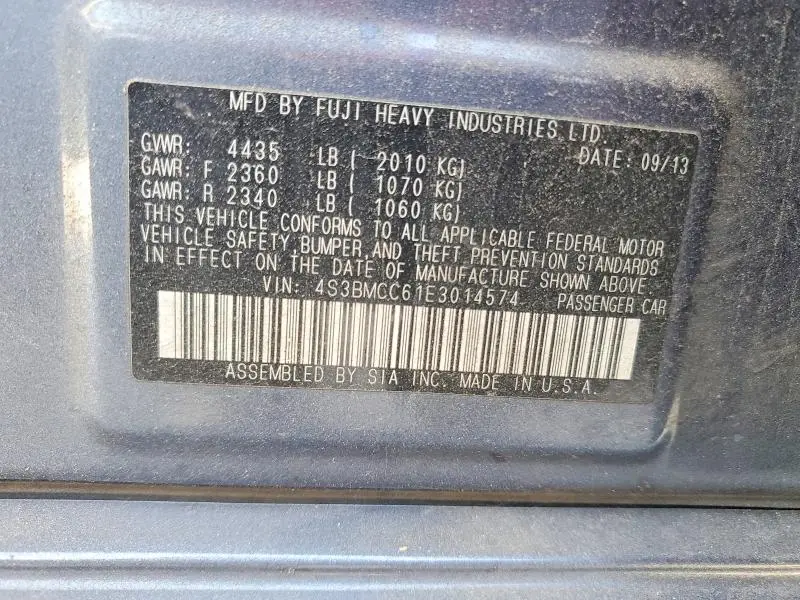 MFD BY FUJI HEAVY INDUSTRIES LTD.
GVWR: 4435 LB ( 2010 KG) DATE: 09/13
GAWR: F 2360 LB ( 1070 KG)
GAWR: R 2340 LB ( 1060 KG)
THIS VEHICLE CONFORMS TO ALL APPLICABLE FEDERAL MOTOR
VEHICLE SAFETY, BUMPER, AND THEFT PREVENTION STANDARDS
IN EFFECT ON THE DATE OF MANUFACTURE SHOWN ABOVE.
VIN: 4S3BMCC61E3014574 PASSENGER CAR
ASSEMBLED BY SIA INC. MADE IN U.S.A.